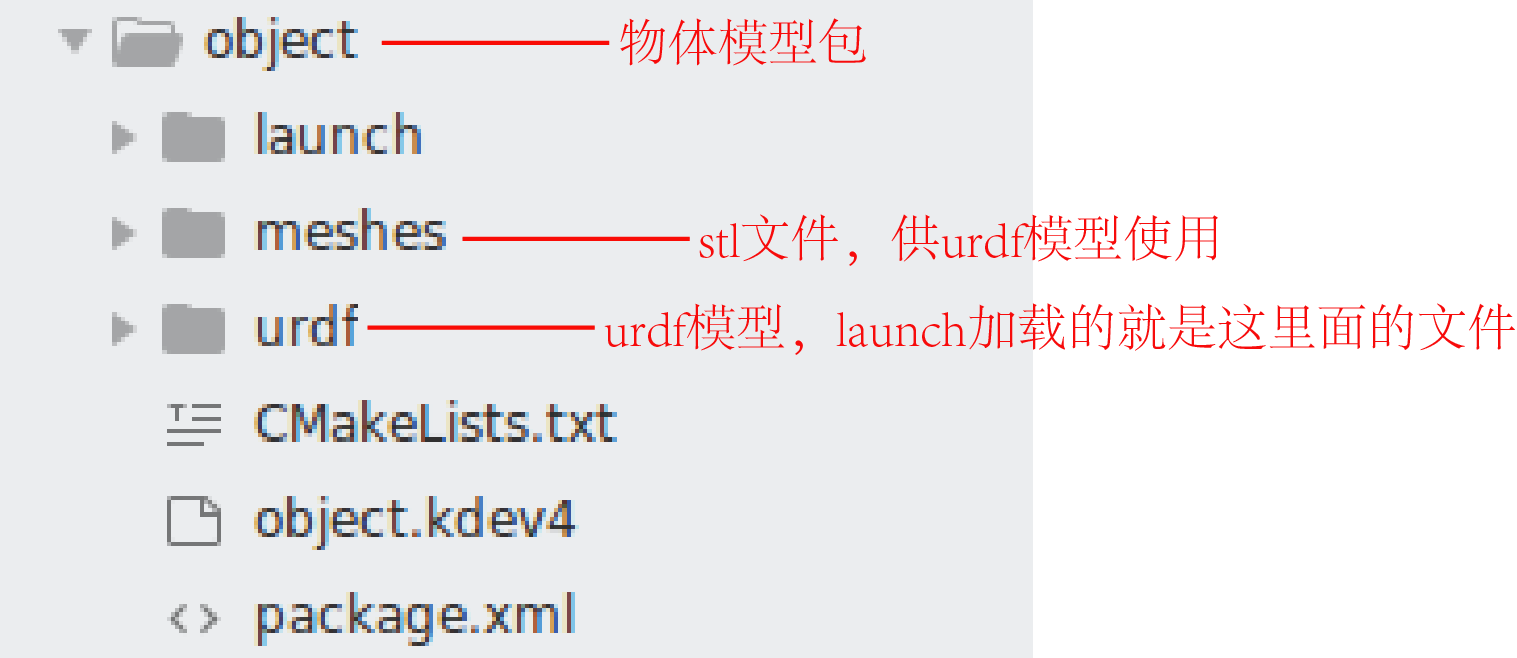 object 物体模型包
launch
meshes stl文件，供urdf模型使用
urdf urdf模型，launch加载的就是这里面的文件
CMakeLists.txt
object.kdev4
package.xml